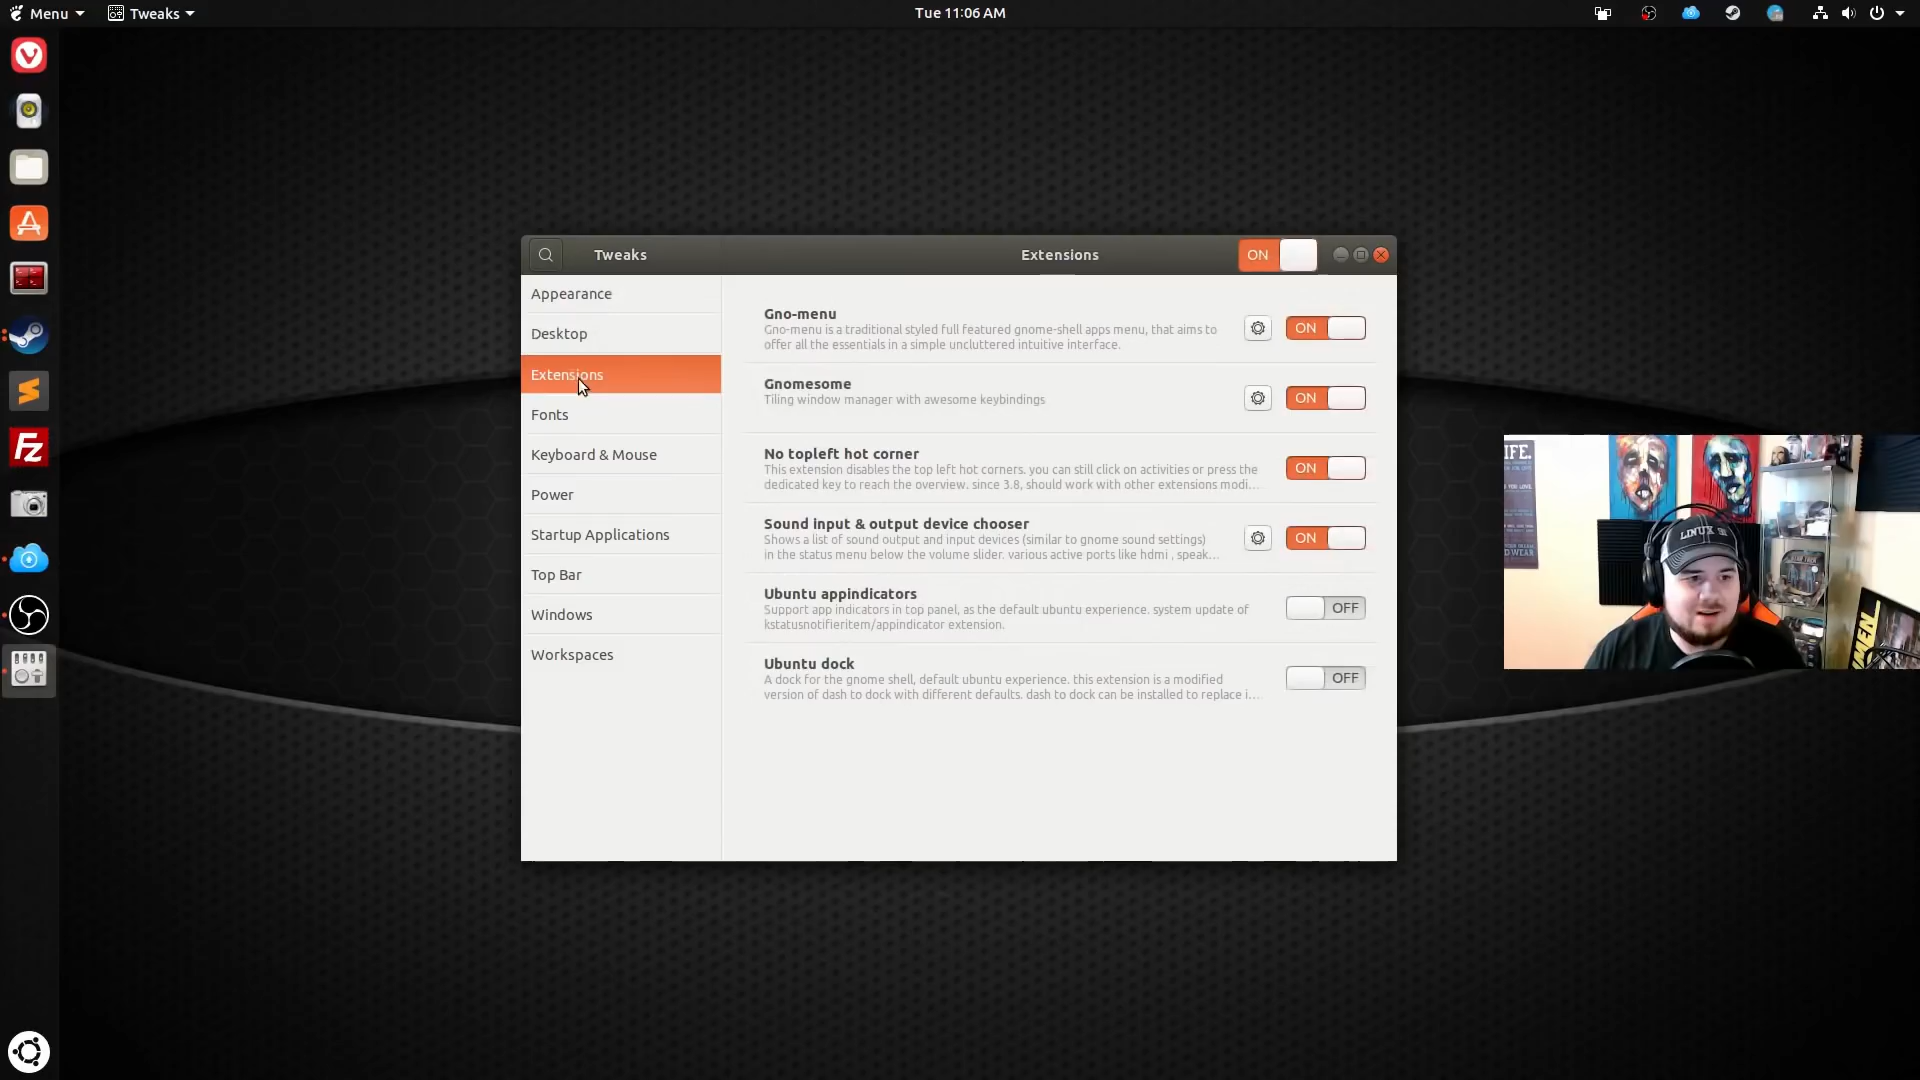 Menu
Tweaks
Tue 11:06 AM
Tweaks
Extensions
ON
Appearance
Desktop
Extensions
Fonts
Keyboard & Mouse
Power
Startup Applications
Top Bar
Windows
Workspaces
Gno-menu
Gno-menu is a traditional styled full featured gnome-shell apps menu, that aims to
offer all the essentials in a simple uncluttered intuitive interface.
ON
Gnomesome
Tiling window manager with awesome keybindings
ON
No topleft hot corner
This extension disables the top left hot corners. you can still click on activities or press the
dedicated key to reach the overview. since 3.8, should work with other extensions modi...
ON
Sound input & output device chooser
Shows a list of sound output and input devices (similar to gnome sound settings)
in the status menu below the volume slider. various active ports like hdmi , speak...
ON
Ubuntu appindicators
Support app indicators in top panel, as the default ubuntu experience. system update of
kstatusnotifieritem/appindicator extension.
OFF
Ubuntu dock
A dock for the gnome shell, default ubuntu experience. this extension is a modified
version of dash to dock with different defaults. dash to dock can be installed to replace i...
OFF
Fz
IFE.
LINUX
WEAR